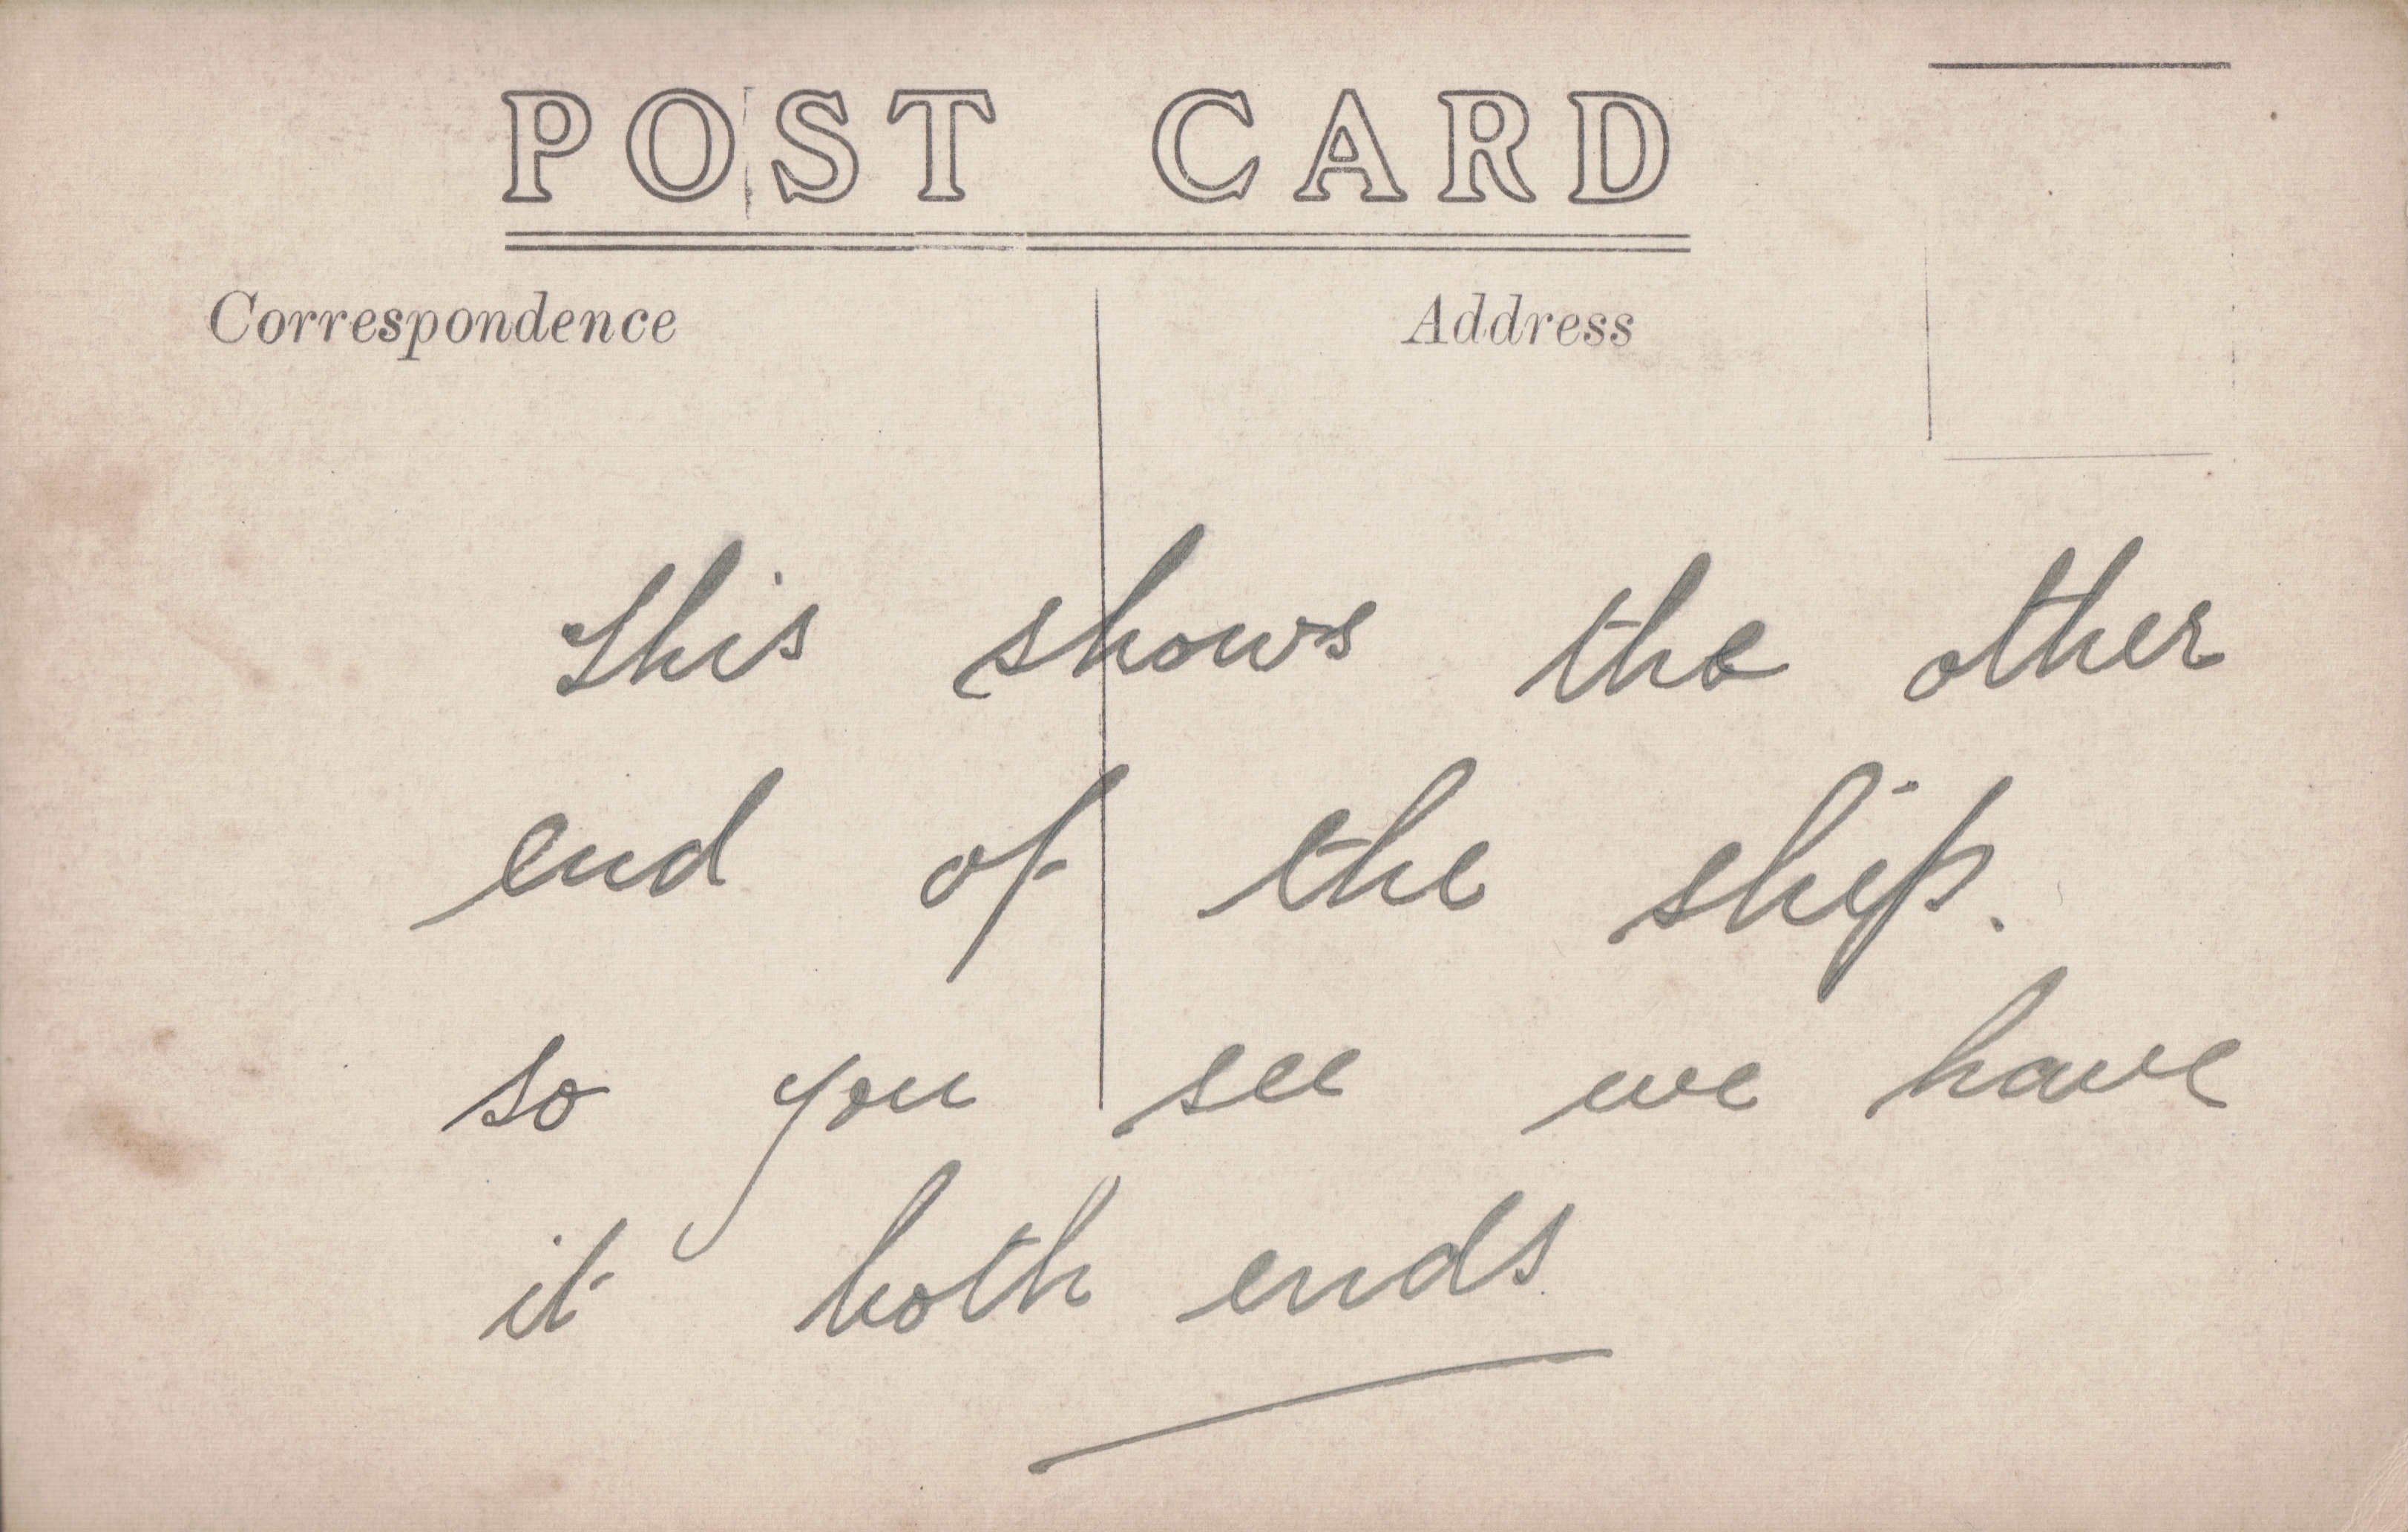 POST CARD
Correspondence
Address
This shows the other
end of the ship.
so you see we have
it both ends